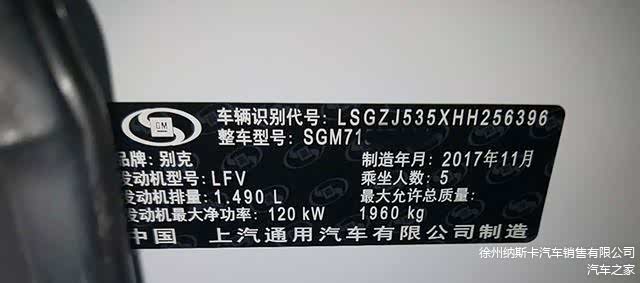 GM
车辆识别代号: LSGZJ535XHH256396
整车型号: SGM71
品牌: 别克 制造年月: 2017年11月
发动机型号: LFV 乘坐人数: 5
发动机排量: 1.490 L 最大允许总质量:
发动机最大净功率: 120 kW 1960 kg
中国 上汽通用汽车有限公司制造
徐州纳斯卡汽车销售有限公司
汽车之家